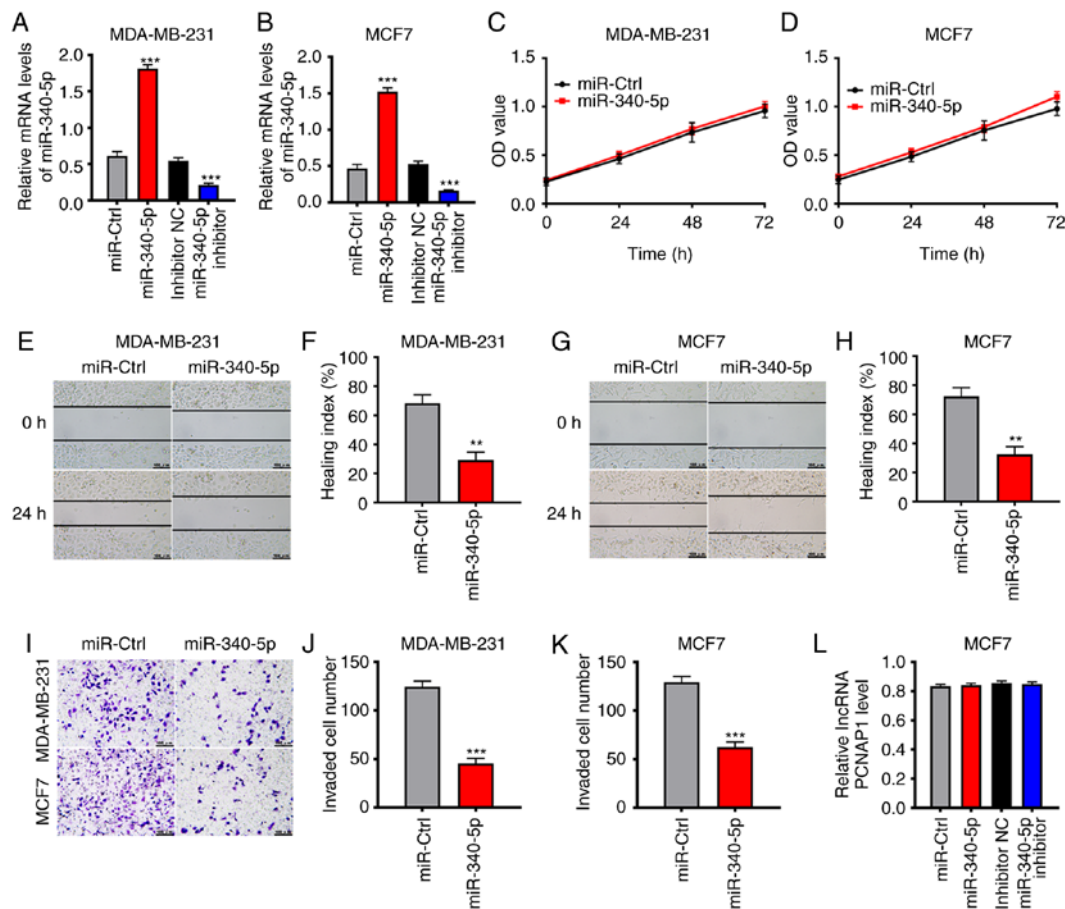 A
MDA-MB-231
Relative mRNA levels
of miR-340-5p
2.0
1.5
1.0
0.5
0.0
***
***
miR-Ctrl
miR-340-5p
Inhibitor NC
miR-340-5p
inhibitor
B
MCF7
Relative mRNA levels
of miR-340-5p
2.0
1.5
1.0
0.5
0.0
***
***
miR-Ctrl
miR-340-5p
Inhibitor NC
miR-340-5p
inhibitor
C
MDA-MB-231
OD value
1.5
1.0
0.5
0.0
miR-Ctrl
miR-340-5p
0
24
48
72
Time (h)
D
MCF7
OD value
1.5
1.0
0.5
0.0
miR-Ctrl
miR-340-5p
0
24
48
72
Time (h)
E
MDA-MB-231
miR-Ctrl
miR-340-5p
0 h
24 h
F
MDA-MB-231
Healing index (%)
100
80
60
40
20
0
**
miR-Ctrl
miR-340-5p
G
MCF7
miR-Ctrl
miR-340-5p
0 h
24 h
H
MCF7
Healing index (%)
100
80
60
40
20
0
**
miR-Ctrl
miR-340-5p
I
miR-Ctrl
miR-340-5p
MDA-MB-231
MCF7
J
MDA-MB-231
Invaded cell number
150
100
50
0
***
miR-Ctrl
miR-340-5p
K
MCF7
Invaded cell number
150
100
50
0
***
miR-Ctrl
miR-340-5p
L
MCF7
Relative lncRNA
PCNAP1 level
1.0
0.8
0.6
0.4
0.2
0.0
miR-Ctrl
miR-340-5p
Inhibitor NC
miR-340-5p
inhibitor